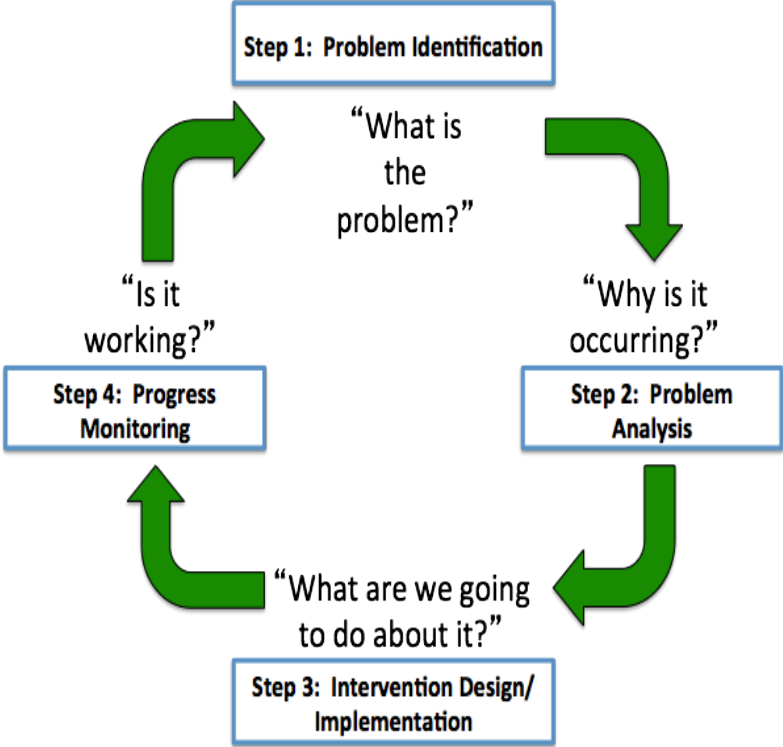 Step 1:  Problem Identification
“What is
the
problem?”
“Why is it
occurring?”
Step 2:  Problem
Analysis
“What are we going
to do about it?”
Step 3:  Intervention Design/
Implementation
“Is it
working?”
Step 4:  Progress
Monitoring